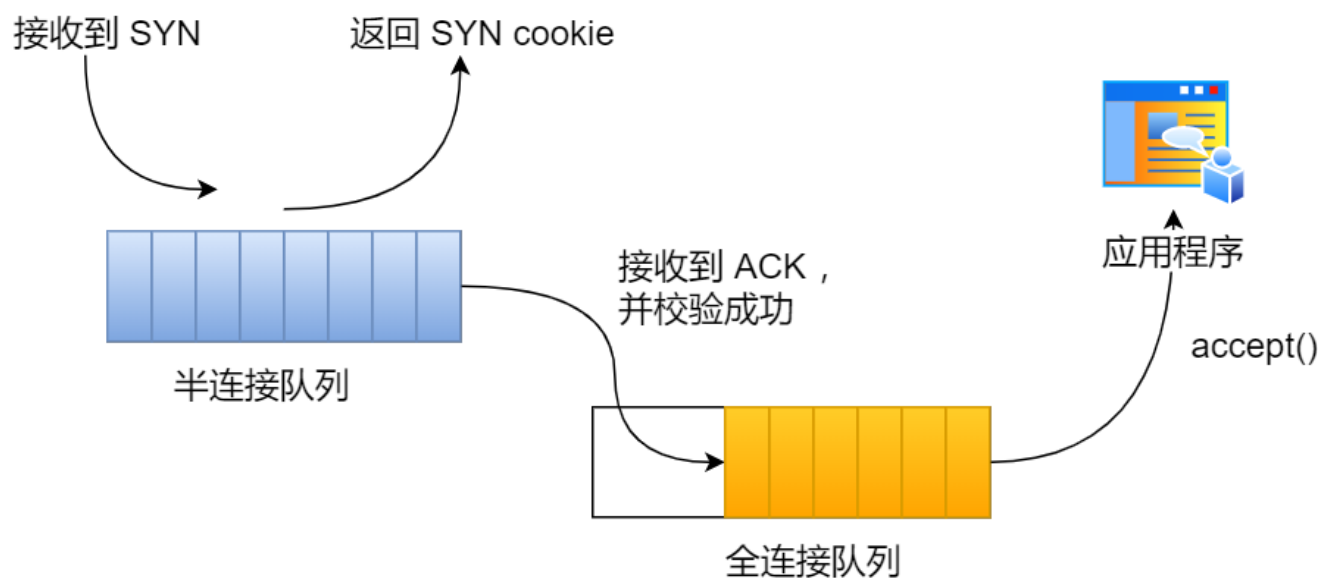 接收到 SYN
返回 SYN cookie
接收到 ACK，
并校验成功
应用程序
accept()
半连接队列
全连接队列